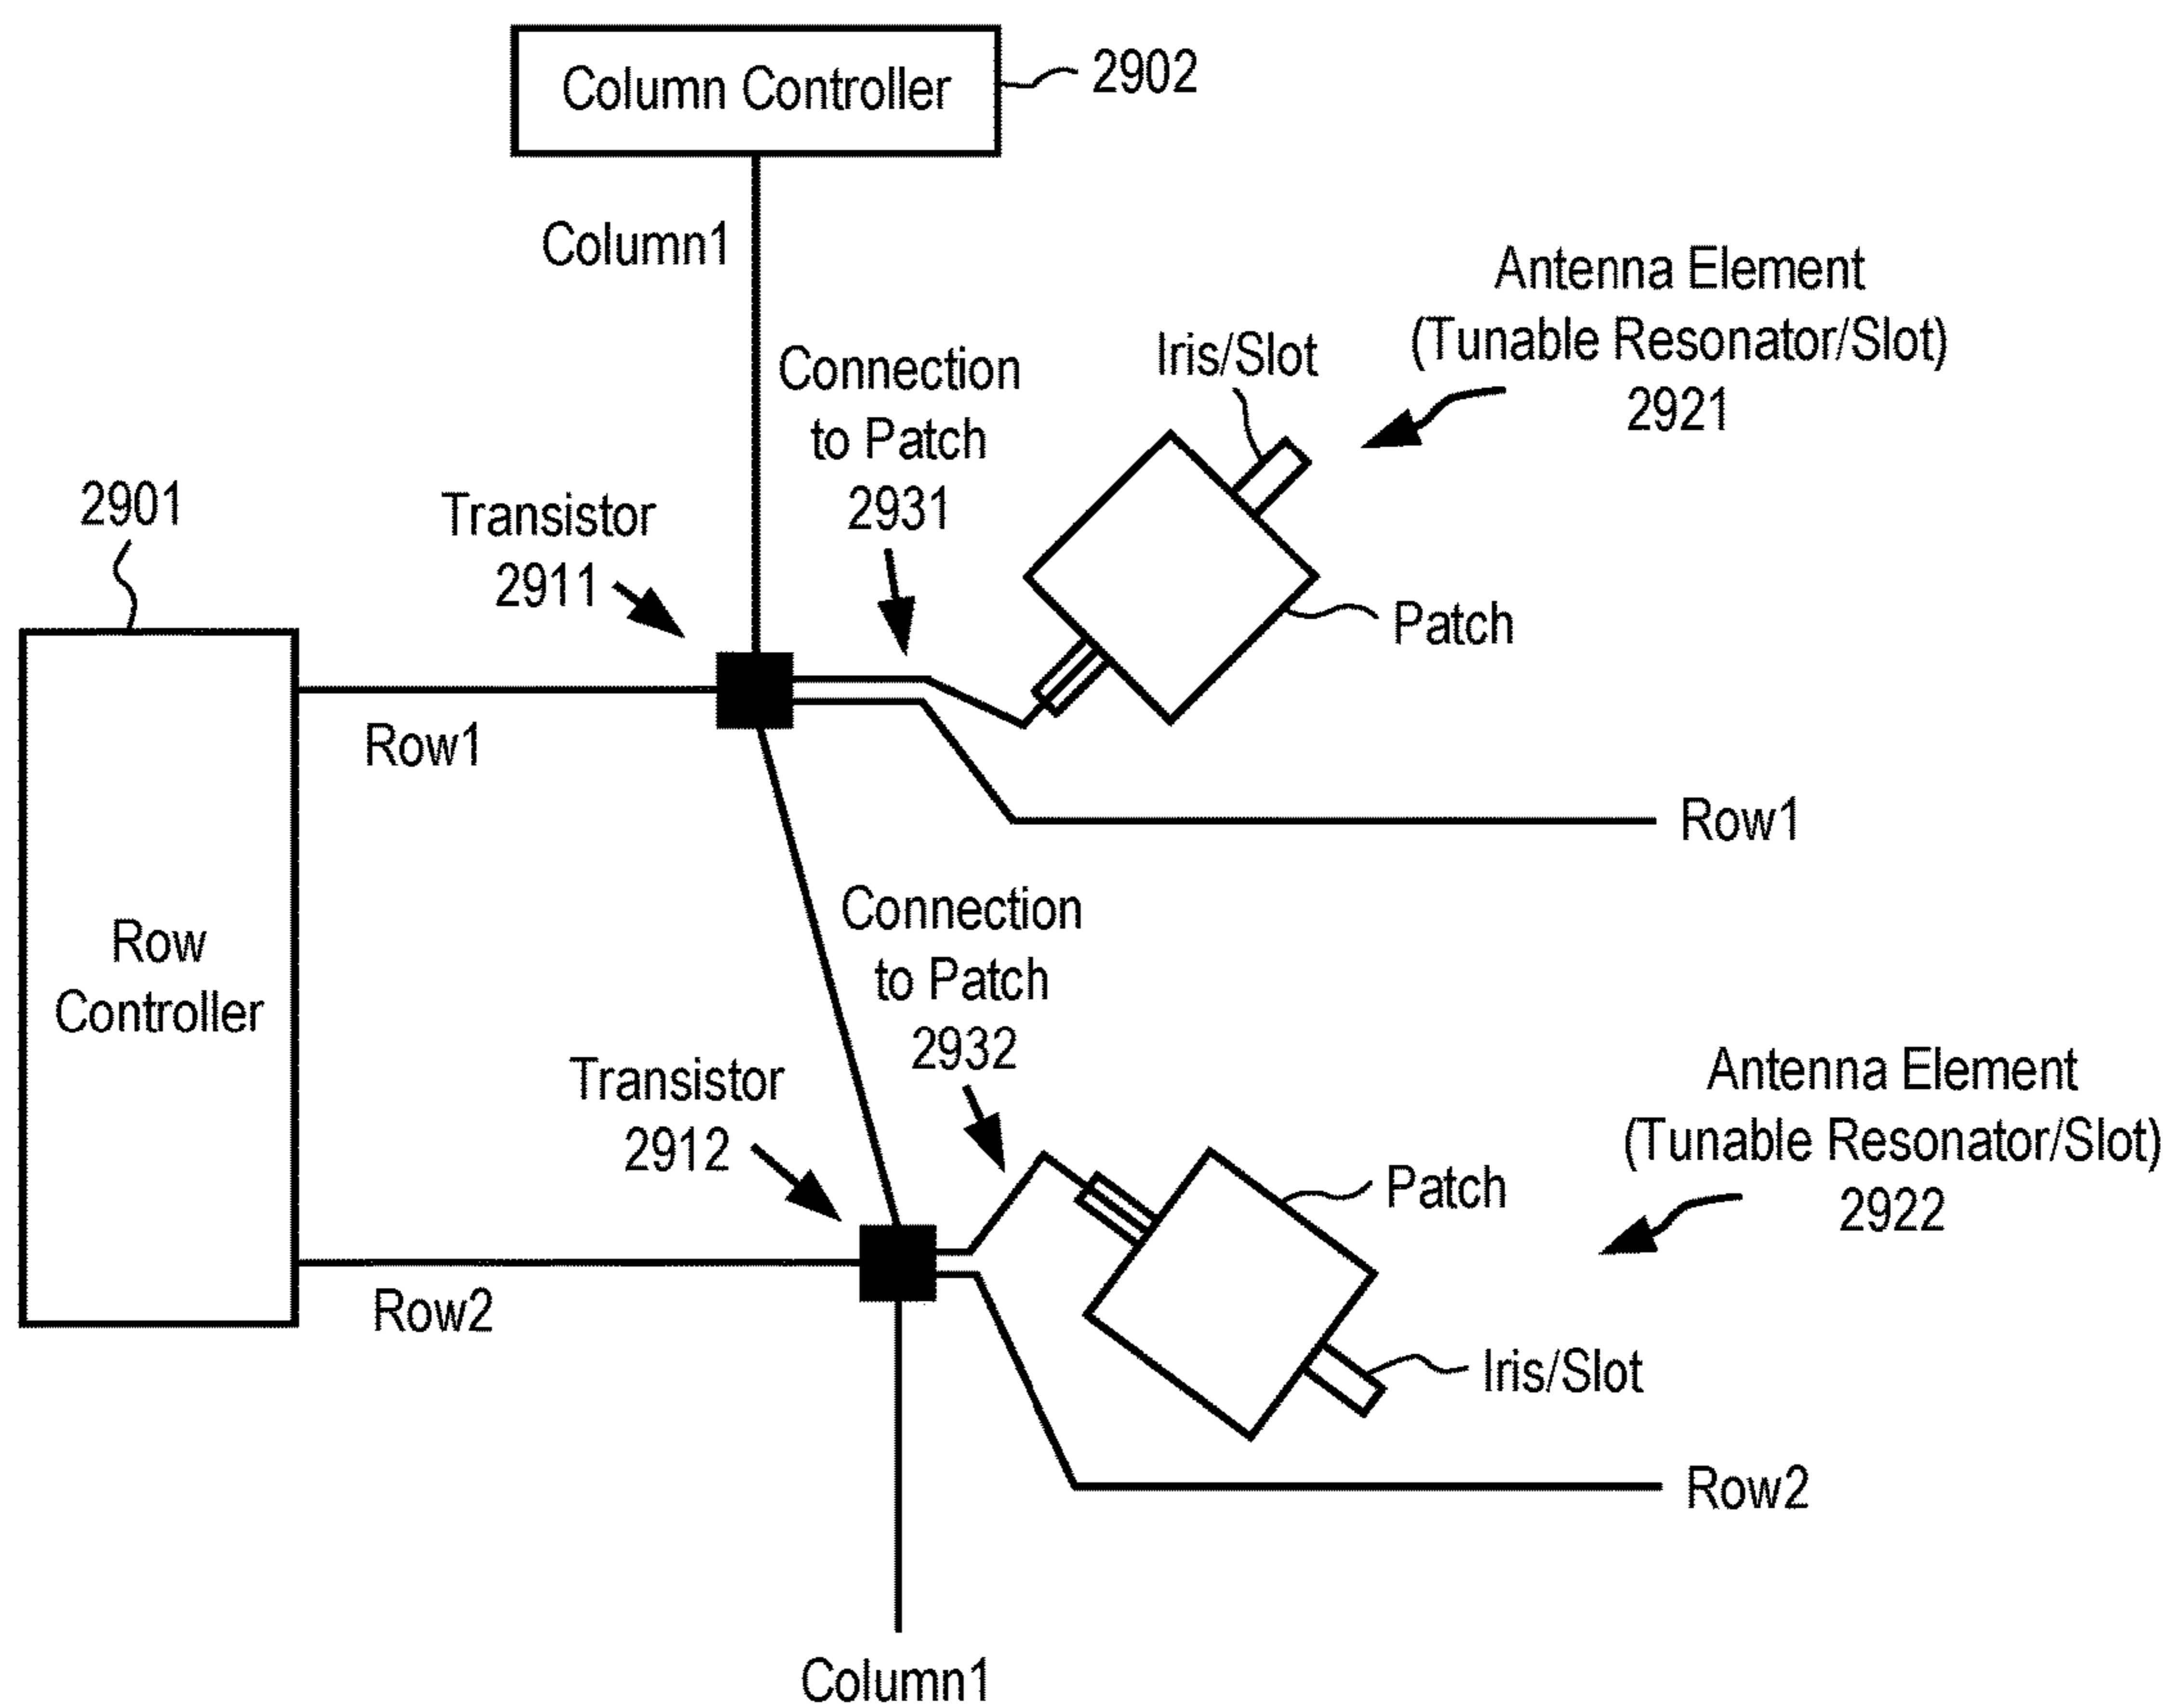 Column Controller
2902
Column1
Antenna Element
(Tunable Resonator/Slot)
2921
Iris/Slot
Connection
to Patch
2931
Patch
2901
Transistor
2911
Row1
Row1
Row
Controller
Connection
to Patch
2932
Transistor
2912
Antenna Element
(Tunable Resonator/Slot)
2922
Patch
Row2
Iris/Slot
Row2
Column1